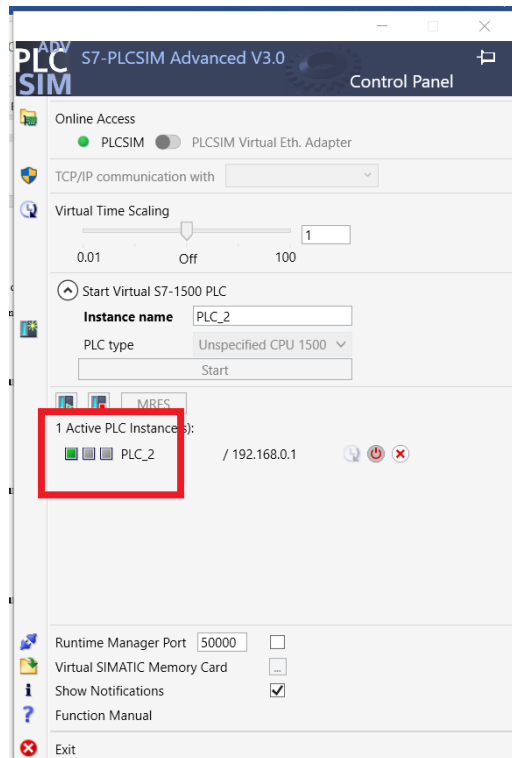 PLC ADV
SIM
S7-PLCSIM Advanced V3.0
Control Panel
Online Access
PLCSIM PLCSIM Virtual Eth. Adapter
TCP/IP communication with
Virtual Time Scaling
1
0.01 Off 100
Start Virtual S7-1500 PLC
Instance name PLC_2
PLC type Unspecified CPU 1500
Start
MRES
1 Active PLC Instance(s):
PLC_2 / 192.168.0.1
Runtime Manager Port 50000
Virtual SIMATIC Memory Card ...
Show Notifications
i
?
Function Manual
Exit